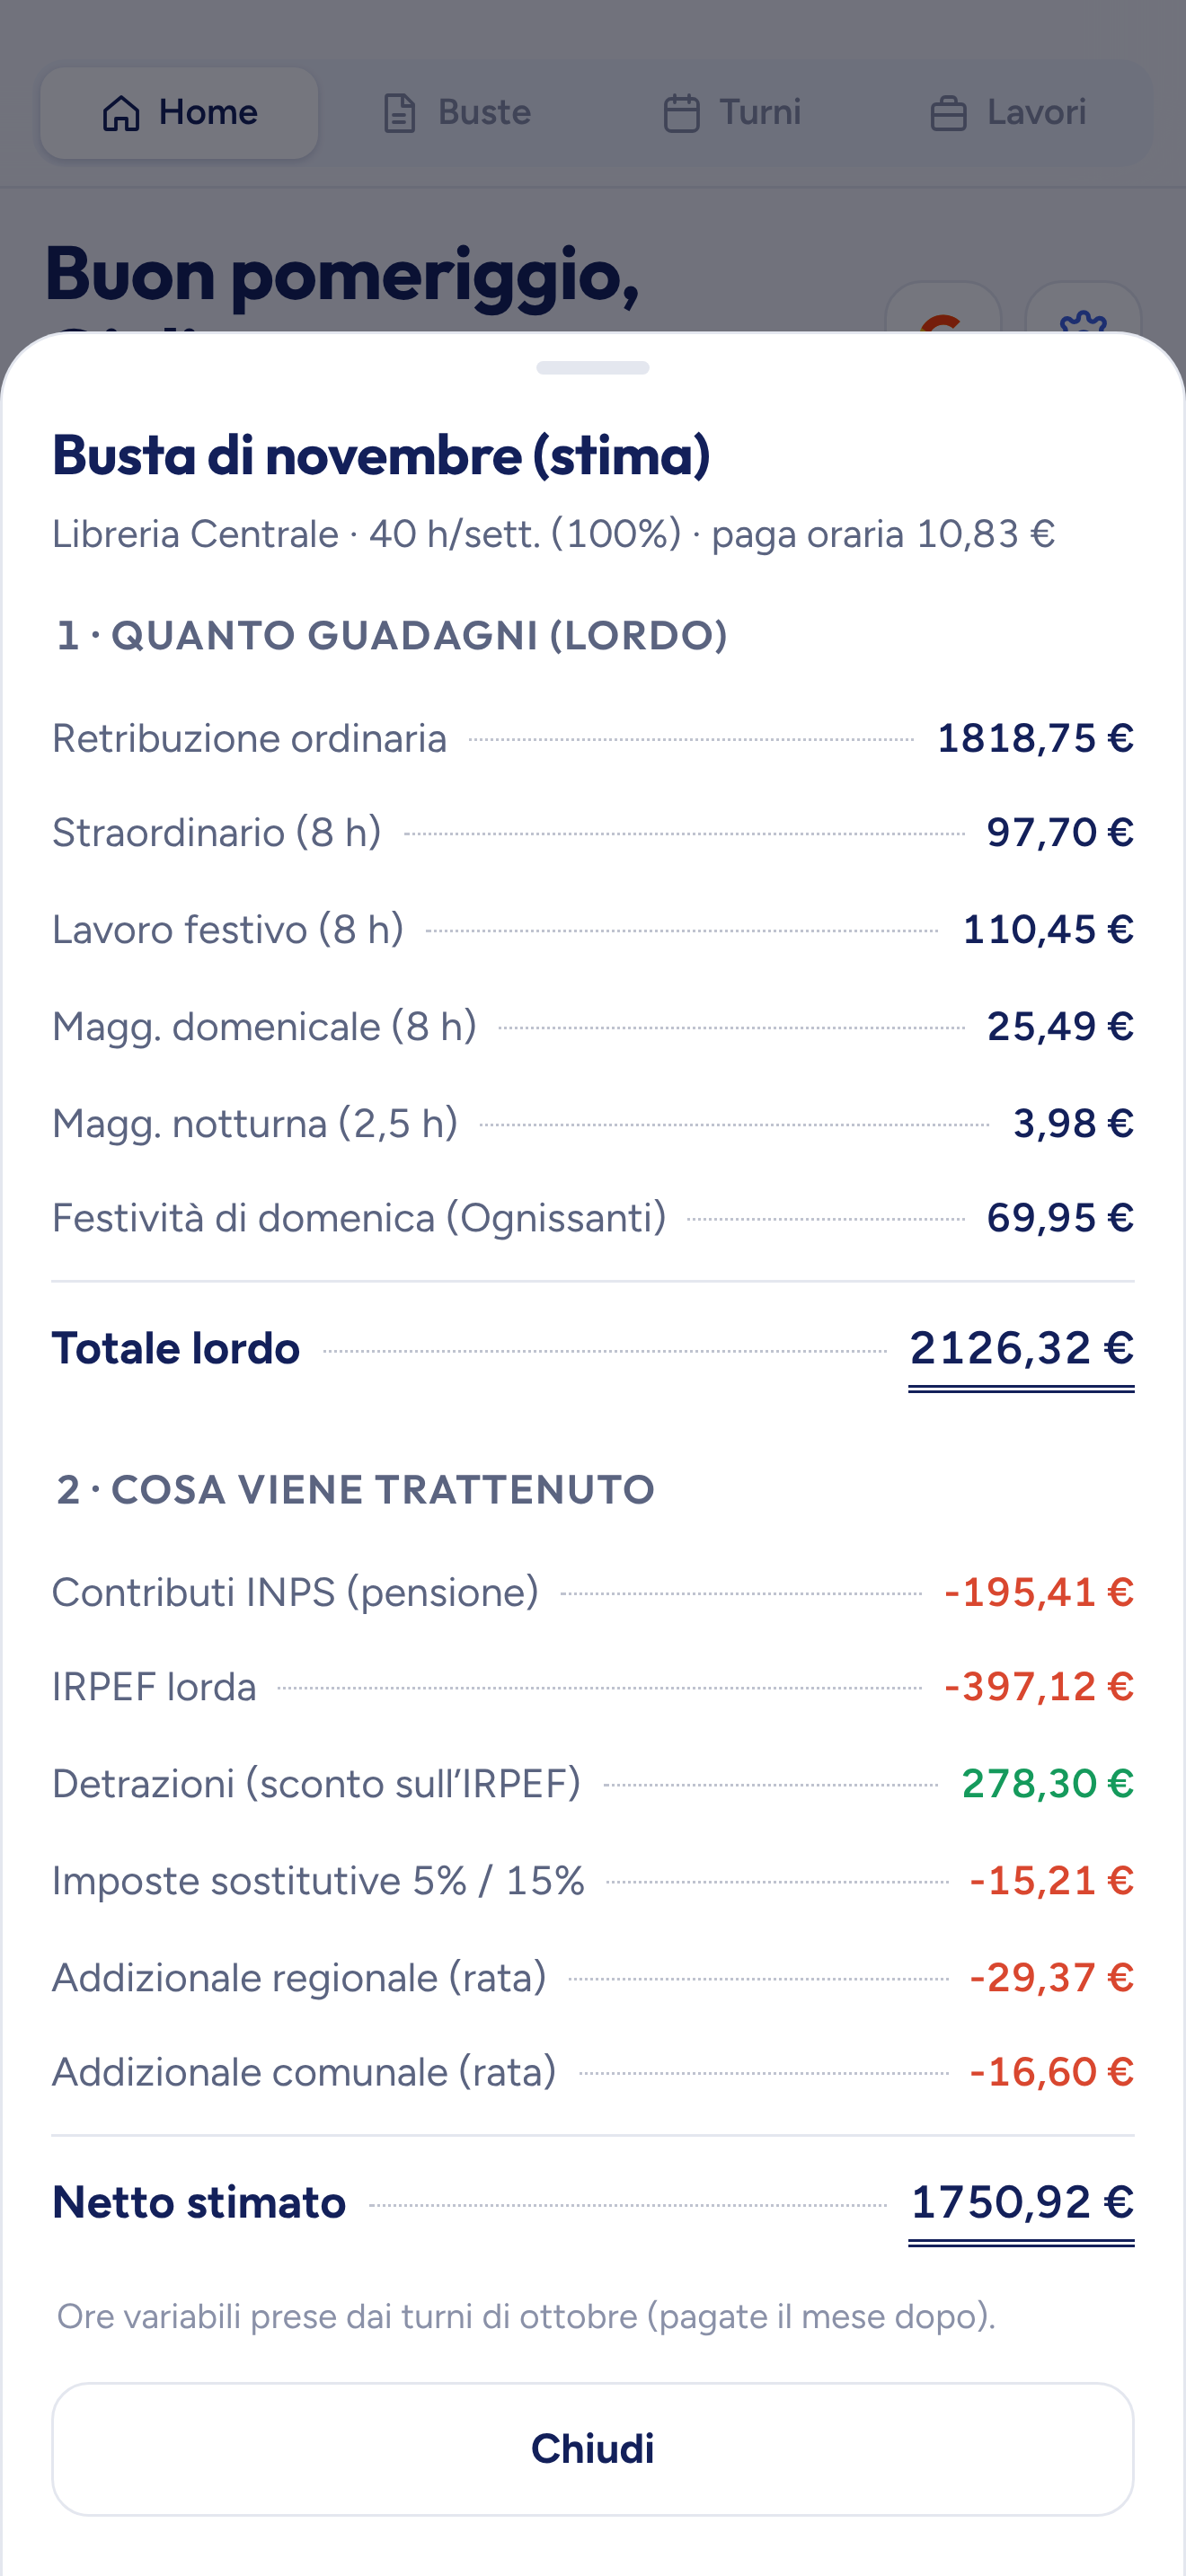 Home
Buste
Turni
Lavori
Buon pomeriggio,
Busta di novembre (stima)
Libreria Centrale · 40 h/sett. (100%) · paga oraria 10,83 €
1 · QUANTO GUADAGNI (LORDO)
Retribuzione ordinaria 1818,75 €
Straordinario (8 h) 97,70 €
Lavoro festivo (8 h) 110,45 €
Magg. domenicale (8 h) 25,49 €
Magg. notturna (2,5 h) 3,98 €
Festività di domenica (Ognissanti) 69,95 €
Totale lordo 2126,32 €
2 · COSA VIENE TRATTENUTO
Contributi INPS (pensione) -195,41 €
IRPEF lorda -397,12 €
Detrazioni (sconto sull’IRPEF) 278,30 €
Imposte sostitutive 5% / 15% -15,21 €
Addizionale regionale (rata) -29,37 €
Addizionale comunale (rata) -16,60 €
Netto stimato 1750,92 €
Ore variabili prese dai turni di ottobre (pagate il mese dopo).
Chiudi